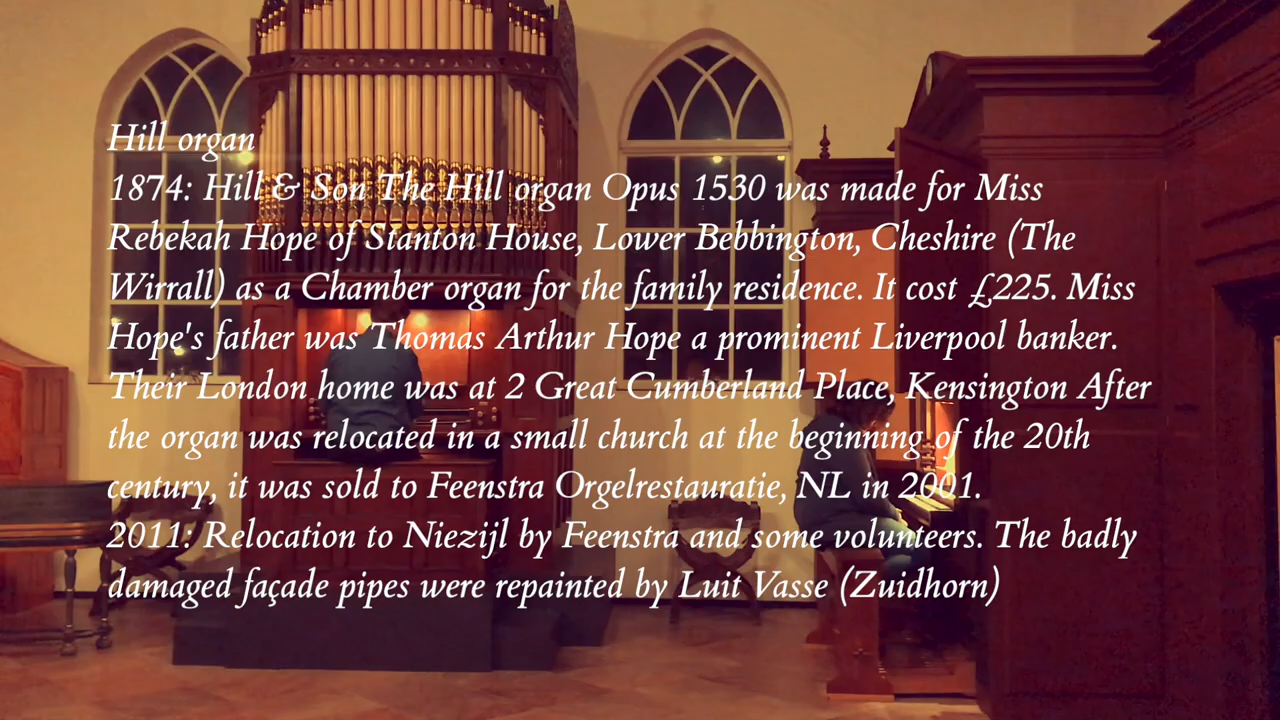 Hill organ
1874: Hill & Son The Hill organ Opus 1530 was made for Miss
Rebekah Hope of Stanton House, Lower Bebbington, Cheshire (The
Wirrall) as a Chamber organ for the family residence. It cost £225. Miss
Hope's father was Thomas Arthur Hope a prominent Liverpool banker.
Their London home was at 2 Great Cumberland Place, Kensington After
the organ was relocated in a small church at the beginning of the 20th
century, it was sold to Feenstra Orgelrestauratie, NL in 2001.
2011: Relocation to Niezijl by Feenstra and some volunteers. The badly
damaged façade pipes were repainted by Luit Vasse (Zuidhorn)